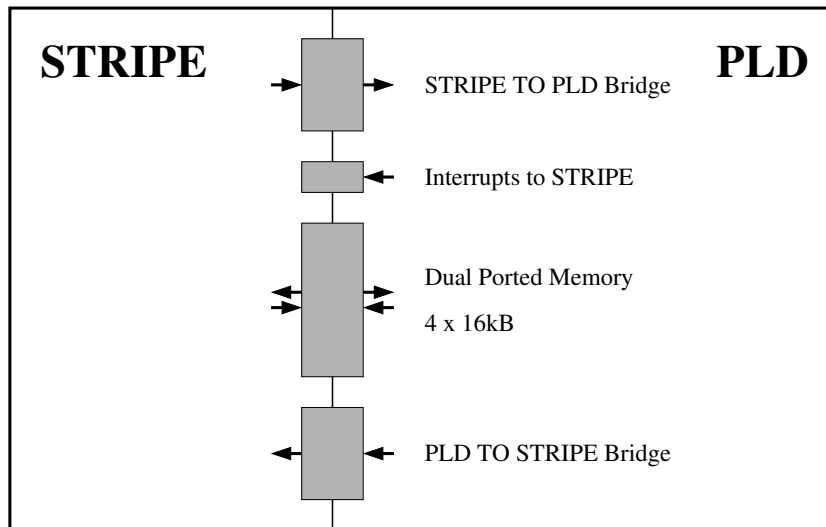 STRIPE
PLD
STRIPE TO PLD Bridge
Interrupts to STRIPE
Dual Ported Memory
4 x 16kB
PLD TO STRIPE Bridge